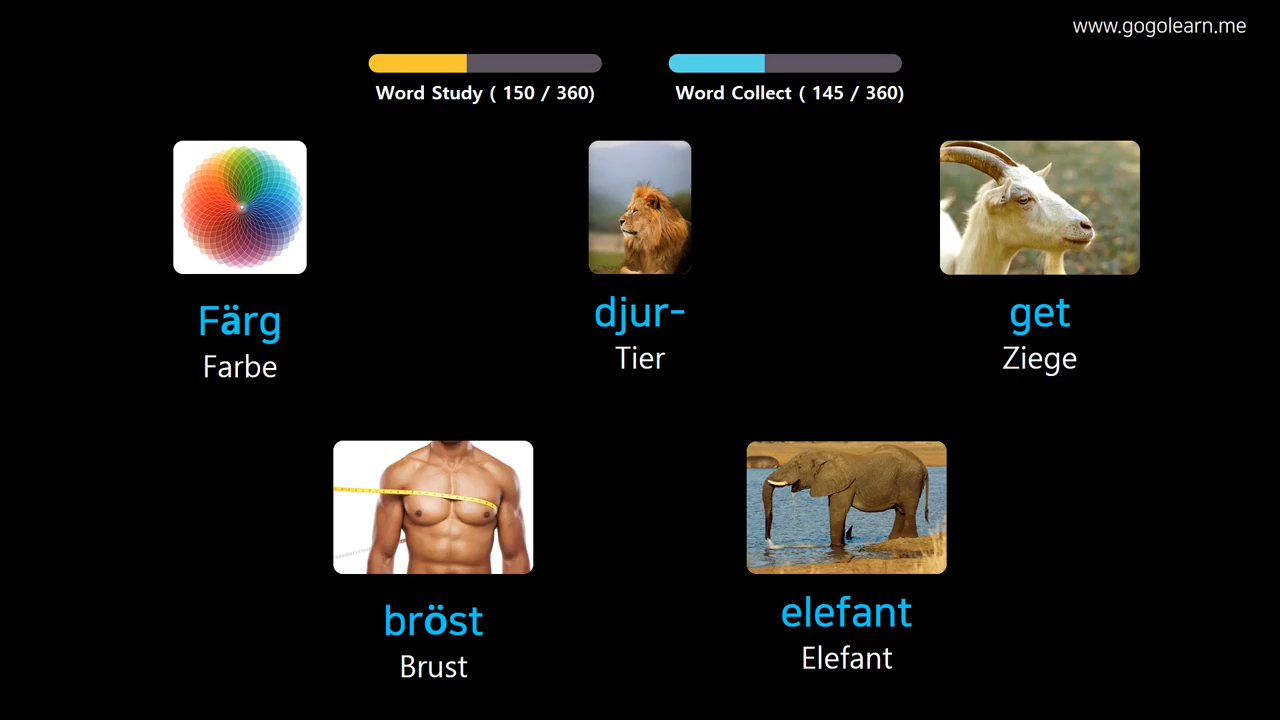 www.gogolearn.me
Word Study ( 150 / 360)
Word Collect ( 145 / 360)
Färg
Farbe
djur-
Tier
get
Ziege
bröst
Brust
elefant
Elefant